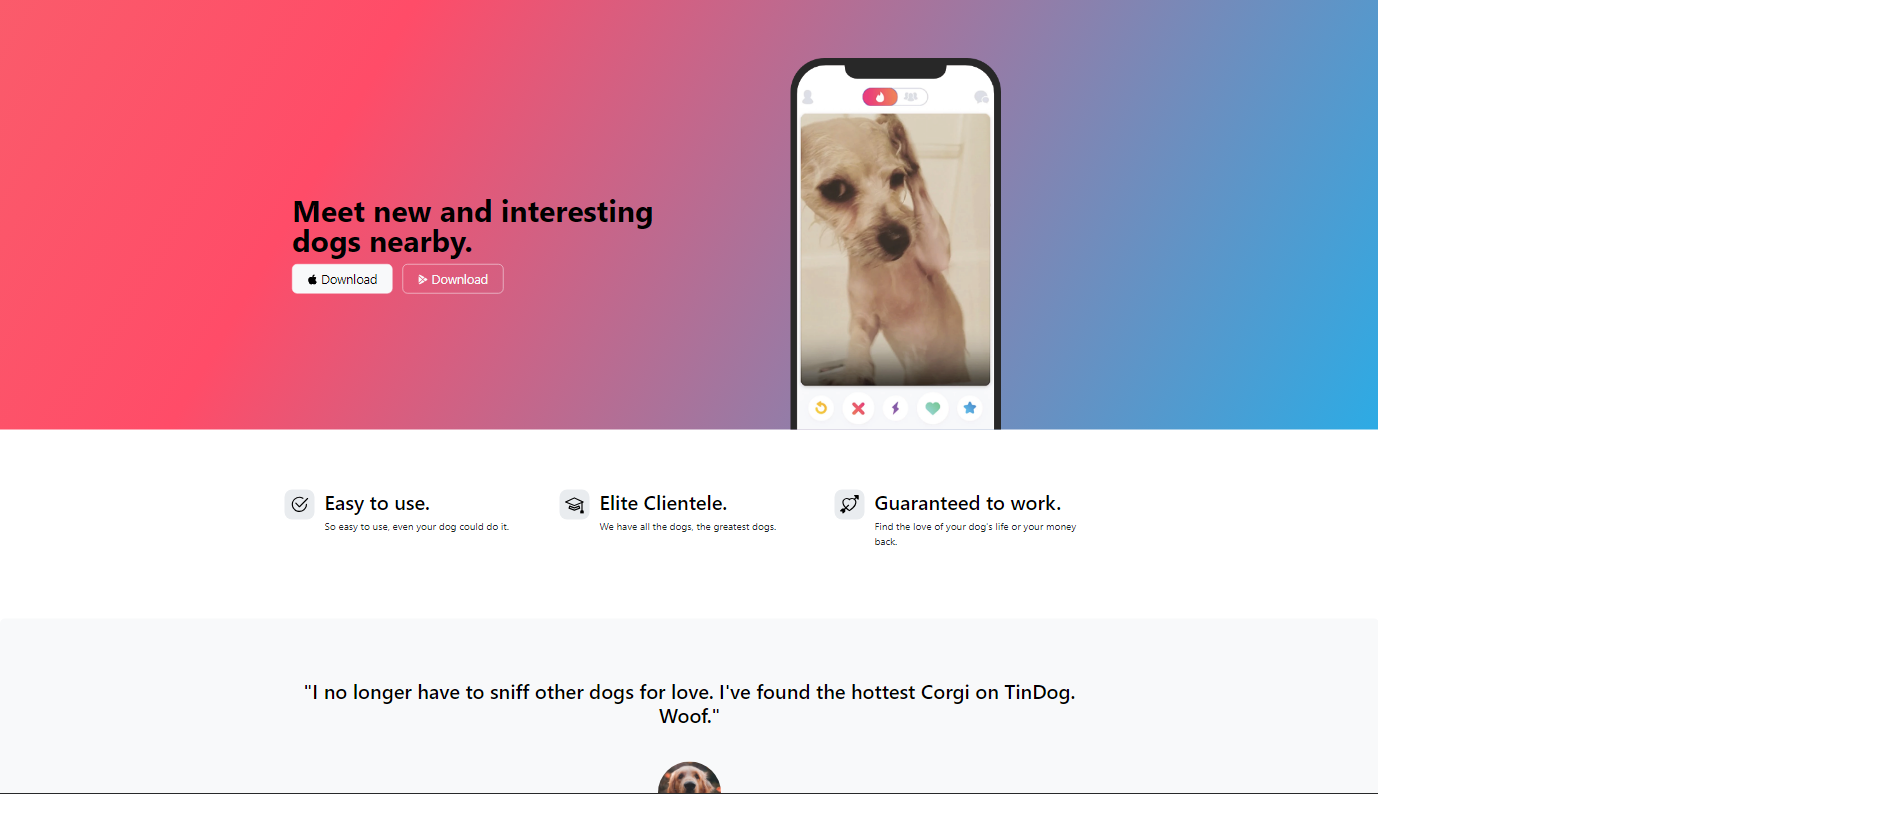 Meet new and interesting
dogs nearby.
Download
Download
Easy to use.
So easy to use, even your dog could do it.
Elite Clientele.
We have all the dogs, the greatest dogs.
Guaranteed to work.
Find the love of your dog's life or your money
back.
"I no longer have to sniff other dogs for love. I've found the hottest Corgi on TinDog.
Woof."